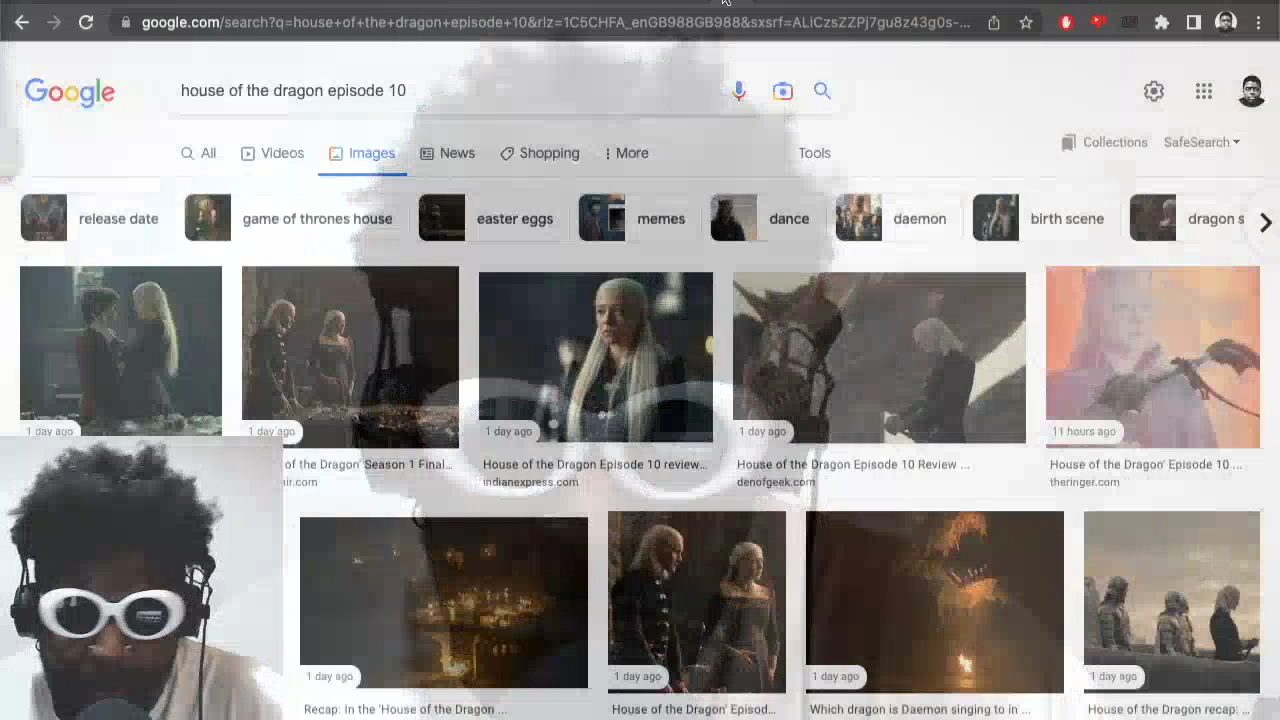 google.com/search?q=house+of+the+dragon+episode+10&rlz=1C5CHFA_enGB988GB988&sxsrf=ALiCzsZZPj7gu8z43g0s-...
Google
house of the dragon episode 10
All Videos Images News Shopping More Tools
Collections SafeSearch
release date game of thrones house easter eggs memes dance daemon birth scene dragon s
1 day ago 1 day ago 1 day ago 1 day ago 11 hours ago
of the Dragon' Season 1 Final... House of the Dragon Episode 10 review... House of the Dragon Episode 10 Review ... House of the Dragon' Episode 10 ...
indianexpress.com denofgeek.com theringer.com
1 day ago 1 day ago 1 day ago 1 day ago
Recap: In the 'House of the Dragon ... House of the Dragon' Episod... Which dragon is Daemon singing to in ... House of the Dragon recap: ...